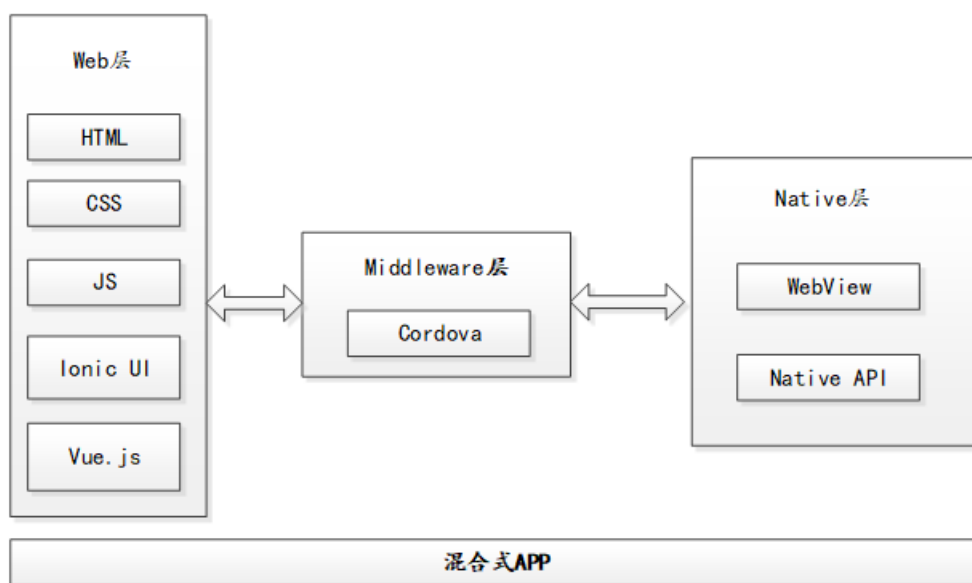 Web层
HTML
CSS
JS
Ionic UI
Vue.js
Middleware层
Cordova
Native层
WebView
Native API
混合式APP